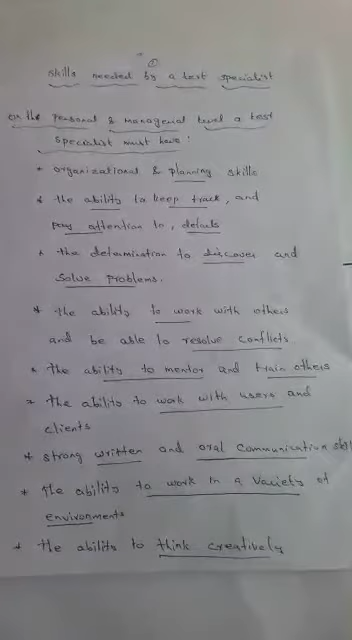 ①
skills needed by a test specialist
on the personal & managerial level a test
specialist must have:
* organizational & planning skills
* the ability to keep track, and
pay attention to, details
* the determination to discover and
solve problems.
* the ability to work with others
and be able to resolve conflicts
* the ability to mentor and train others
* the ability to work with users and
clients
* strong written and oral communication skills
* the ability to work in a variety of
environments
* the ability to think creatively